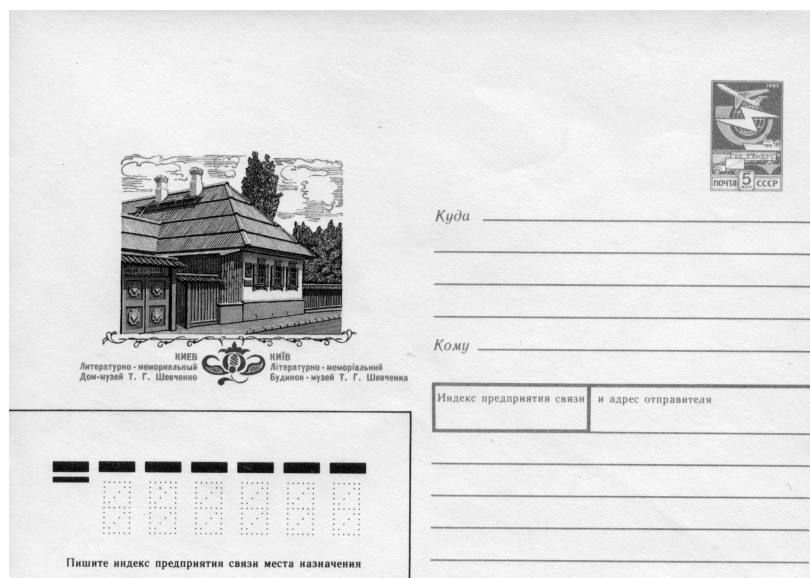 1982
ПОЧТА 5 СССР
Куда
Кому
КИЕВ
Литературно - мемориальный
Дом-музей Т. Г. Шевченко
КИЇВ
Літературно - меморіальний
Будинок - музей Т. Г. Шевченка
Индекс предприятия связи
и адрес отправителя
Пишите индекс предприятия связи места назначения